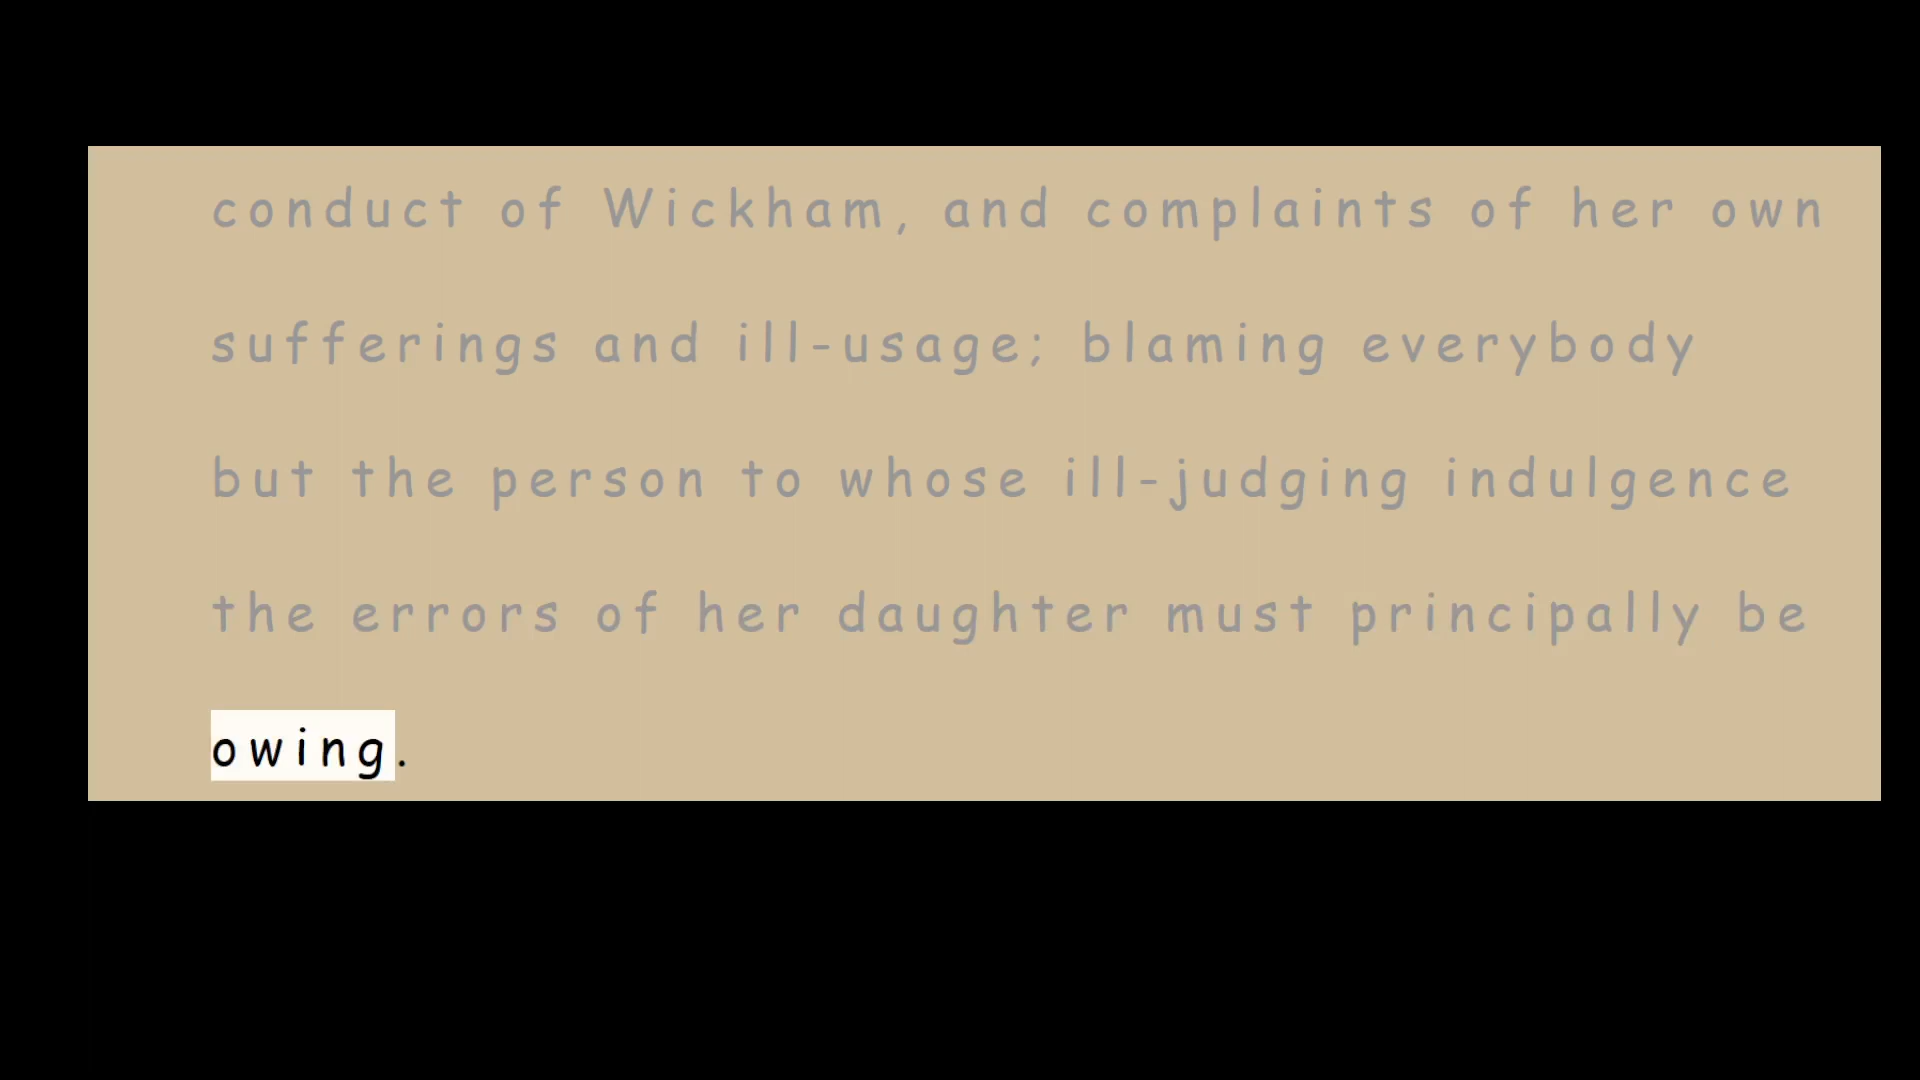 conduct of Wickham, and complaints of her own
sufferings and ill-usage; blaming everybody
but the person to whose ill-judging indulgence
the errors of her daughter must principally be
owing.